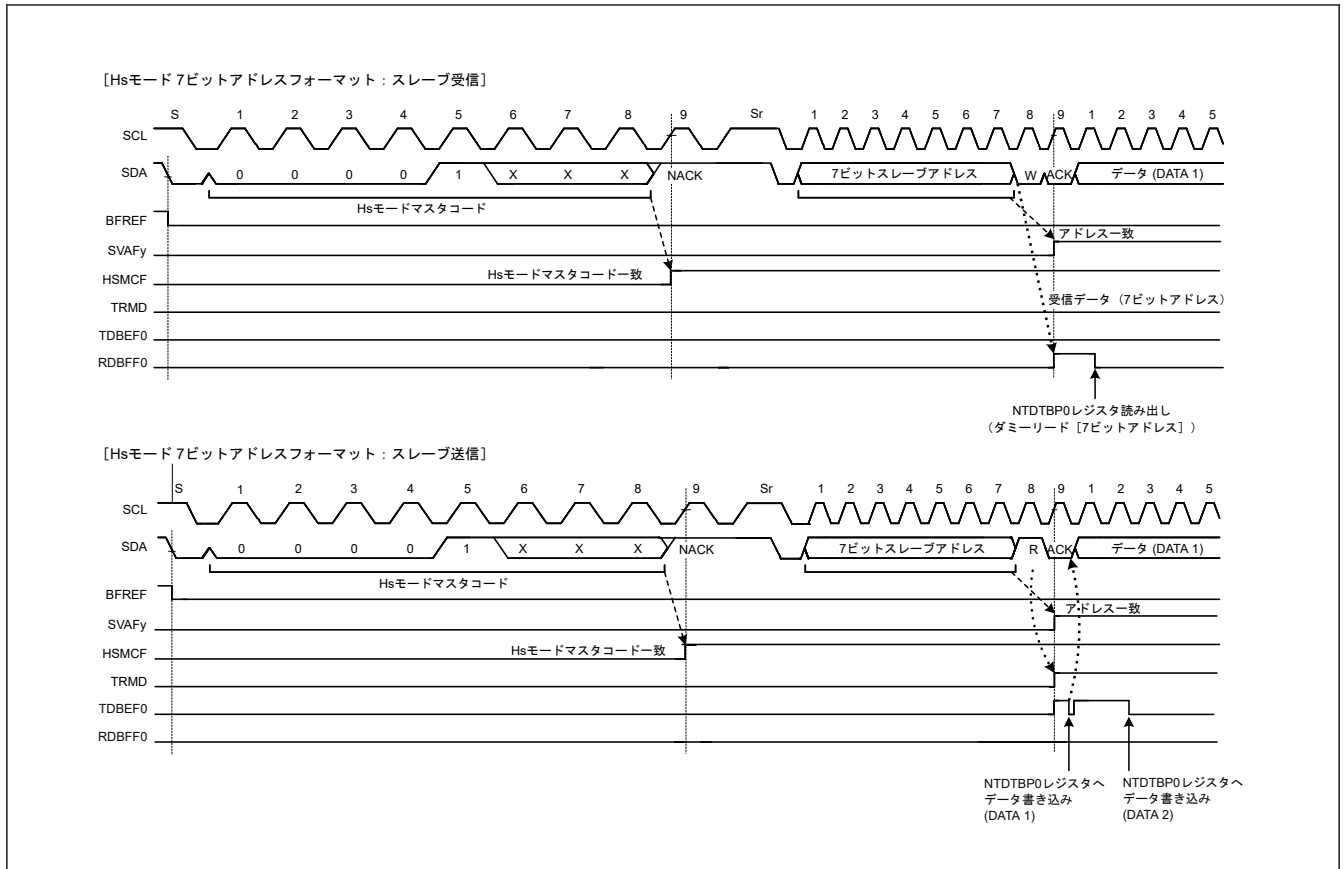 [Hsモード 7ビットアドレスフォーマット：スレーブ受信]
S 1 2 3 4 5 6 7 8 9 Sr 1 2 3 4 5 6 7 8 9 1 2 3 4 5
SCL
SDA 0 0 0 0 1 X X X NACK 7ビットスレーブアドレス W ACK データ (DATA 1)
Hsモードマスタコード
BFREF
アドレス一致
SVAFy
HSMCF Hsモードマスタコード一致
TRMD 受信データ（7ビットアドレス）
TDBEF0
RDBFF0
NTDTBP0レジスタ読み出し
（ダミーリード［7ビットアドレス］）
[Hsモード 7ビットアドレスフォーマット：スレーブ送信]
S 1 2 3 4 5 6 7 8 9 Sr 1 2 3 4 5 6 7 8 9 1 2 3 4 5
SCL
SDA 0 0 0 0 1 X X X NACK 7ビットスレーブアドレス R ACK データ (DATA 1)
Hsモードマスタコード
BFREF
アドレス一致
SVAFy
HSMCF Hsモードマスタコード一致
TRMD
TDBEF0
RDBFF0
NTDTBP0レジスタへ
データ書き込み
(DATA 1)
NTDTBP0レジスタへ
データ書き込み
(DATA 2)